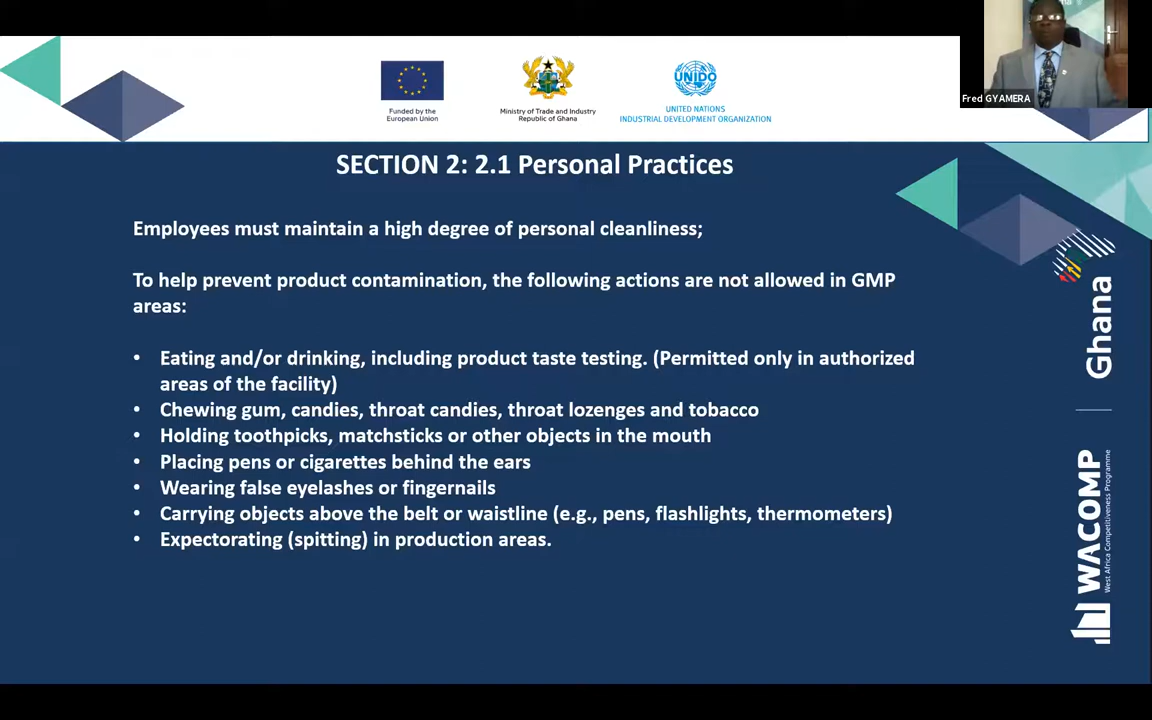 Fred GYAMERA
Funded by the
European Union
Ministry of Trade and Industry
Republic of Ghana
UNITED NATIONS
INDUSTRIAL DEVELOPMENT ORGANIZATION
SECTION 2: 2.1 Personal Practices
Employees must maintain a high degree of personal cleanliness;
To help prevent product contamination, the following actions are not allowed in GMP
areas:
• Eating and/or drinking, including product taste testing. (Permitted only in authorized
areas of the facility)
• Chewing gum, candies, throat candies, throat lozenges and tobacco
• Holding toothpicks, matchsticks or other objects in the mouth
• Placing pens or cigarettes behind the ears
• Wearing false eyelashes or fingernails
• Carrying objects above the belt or waistline (e.g., pens, flashlights, thermometers)
• Expectorating (spitting) in production areas.
Ghana
WACOMP
West Africa Competitiveness Programme